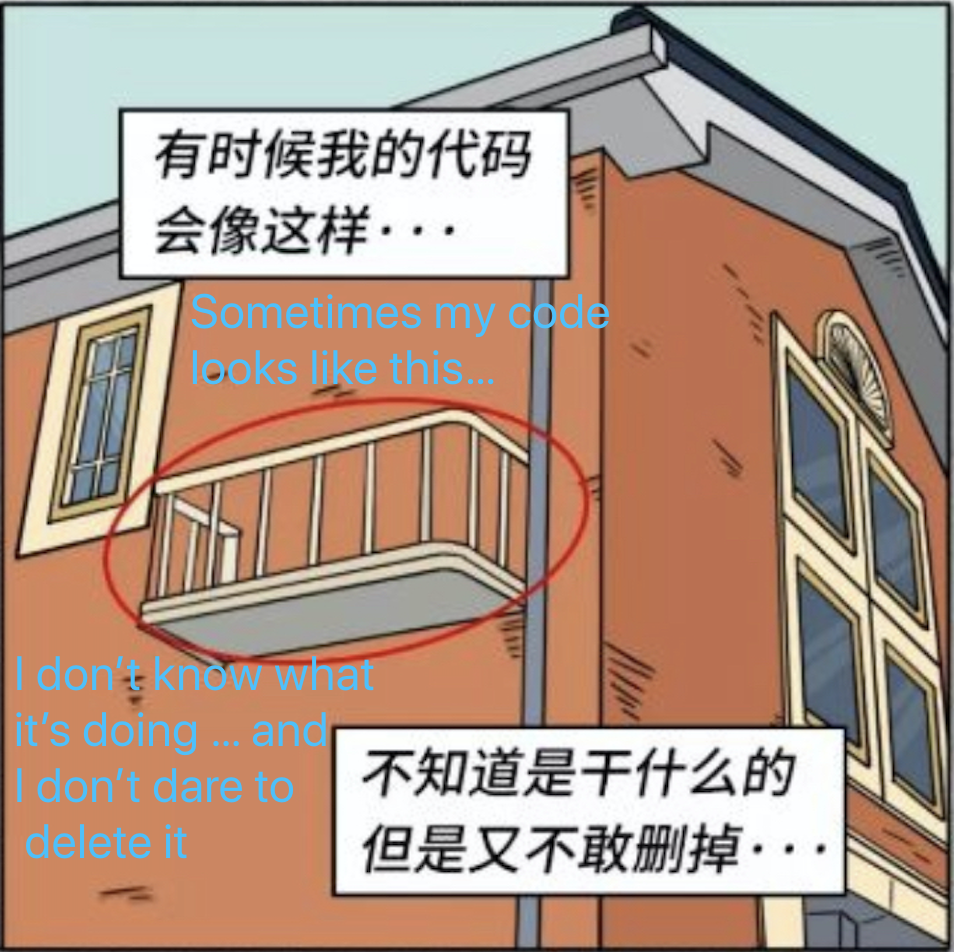 有时候我的代码
会像这样···
Sometimes my code
looks like this...
I don't know what
it's doing ... and
I don't dare to
delete it
不知道是干什么的
但是又不敢删掉···